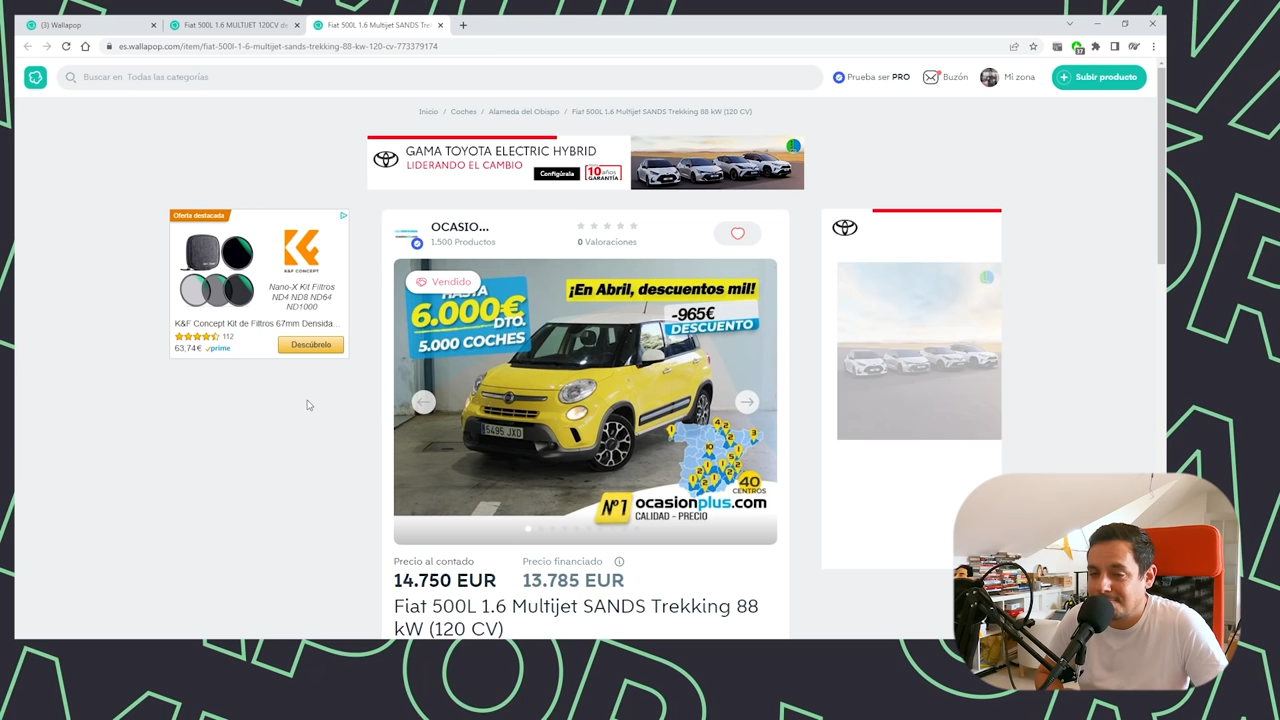 (3) Wallapop
Fiat 500L 1.6 MULTIJET 120CV de
Fiat 500L 1.6 Multijet SANDS Tre
es.wallapop.com/item/fiat-500l-1-6-multijet-sands-trekking-88-kw-120-cv-773379174
37
Buscar en Todas las categorías
Prueba ser PRO
Buzón
Mi zona
Subir producto
Inicio / Coches / Alameda del Obispo / Fiat 500L 1.6 Multijet SANDS Trekking 88 kW (120 CV)
GAMA TOYOTA ELECTRIC HYBRID
LIDERANDO EL CAMBIO
Configúrala
10 años
GARANTÍA
Oferta destacada
K&F CONCEPT
Nano-X Kit Filtros
ND4 ND8 ND64
ND1000
K&F Concept Kit de Filtros 67mm Densida...
112
63,74€ prime
Descúbrelo
OCASIO...
1.500 Productos
0 Valoraciones
Vendido
HASTA
6.000€
DTO.
5.000 COCHES
¡En Abril, descuentos mil!
-965€
DESCUENTO
5495 JXD
40
CENTROS
Nº1 ocasionplus.com
CALIDAD - PRECIO
Precio al contado
14.750 EUR
Precio financiado
13.785 EUR
Fiat 500L 1.6 Multijet SANDS Trekking 88
kW (120 CV)